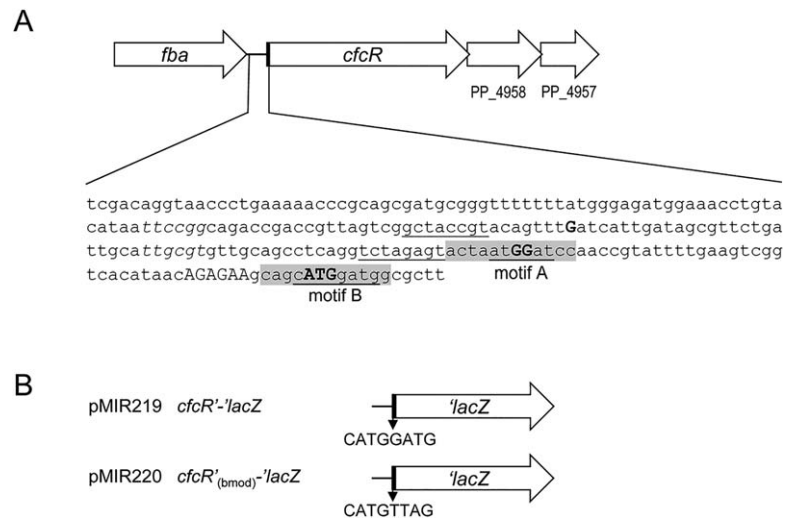 A
fba
cfcR
PP_4958 PP_4957
tcgacaggtaaccctgaaaaacccgcagcgatgcgggtttttttatgggagatggaaacctgta
cataattccggcagaccgaccgttagtcggctaccgtacagtttGatcattgatagcgttctga
ttgcattgcgtgttgcagcctcaggtctagagtactaatGGatccaaccgtattttgaagtcgg
tcacataacAGAGAAgcagcATGgatggcgctt
motif A
motif B
B
pMIR219 cfcR'-'lacZ 'lacZ
CATGGATG
pMIR220 cfcR'(bmod)-'lacZ 'lacZ
CATGTTAG